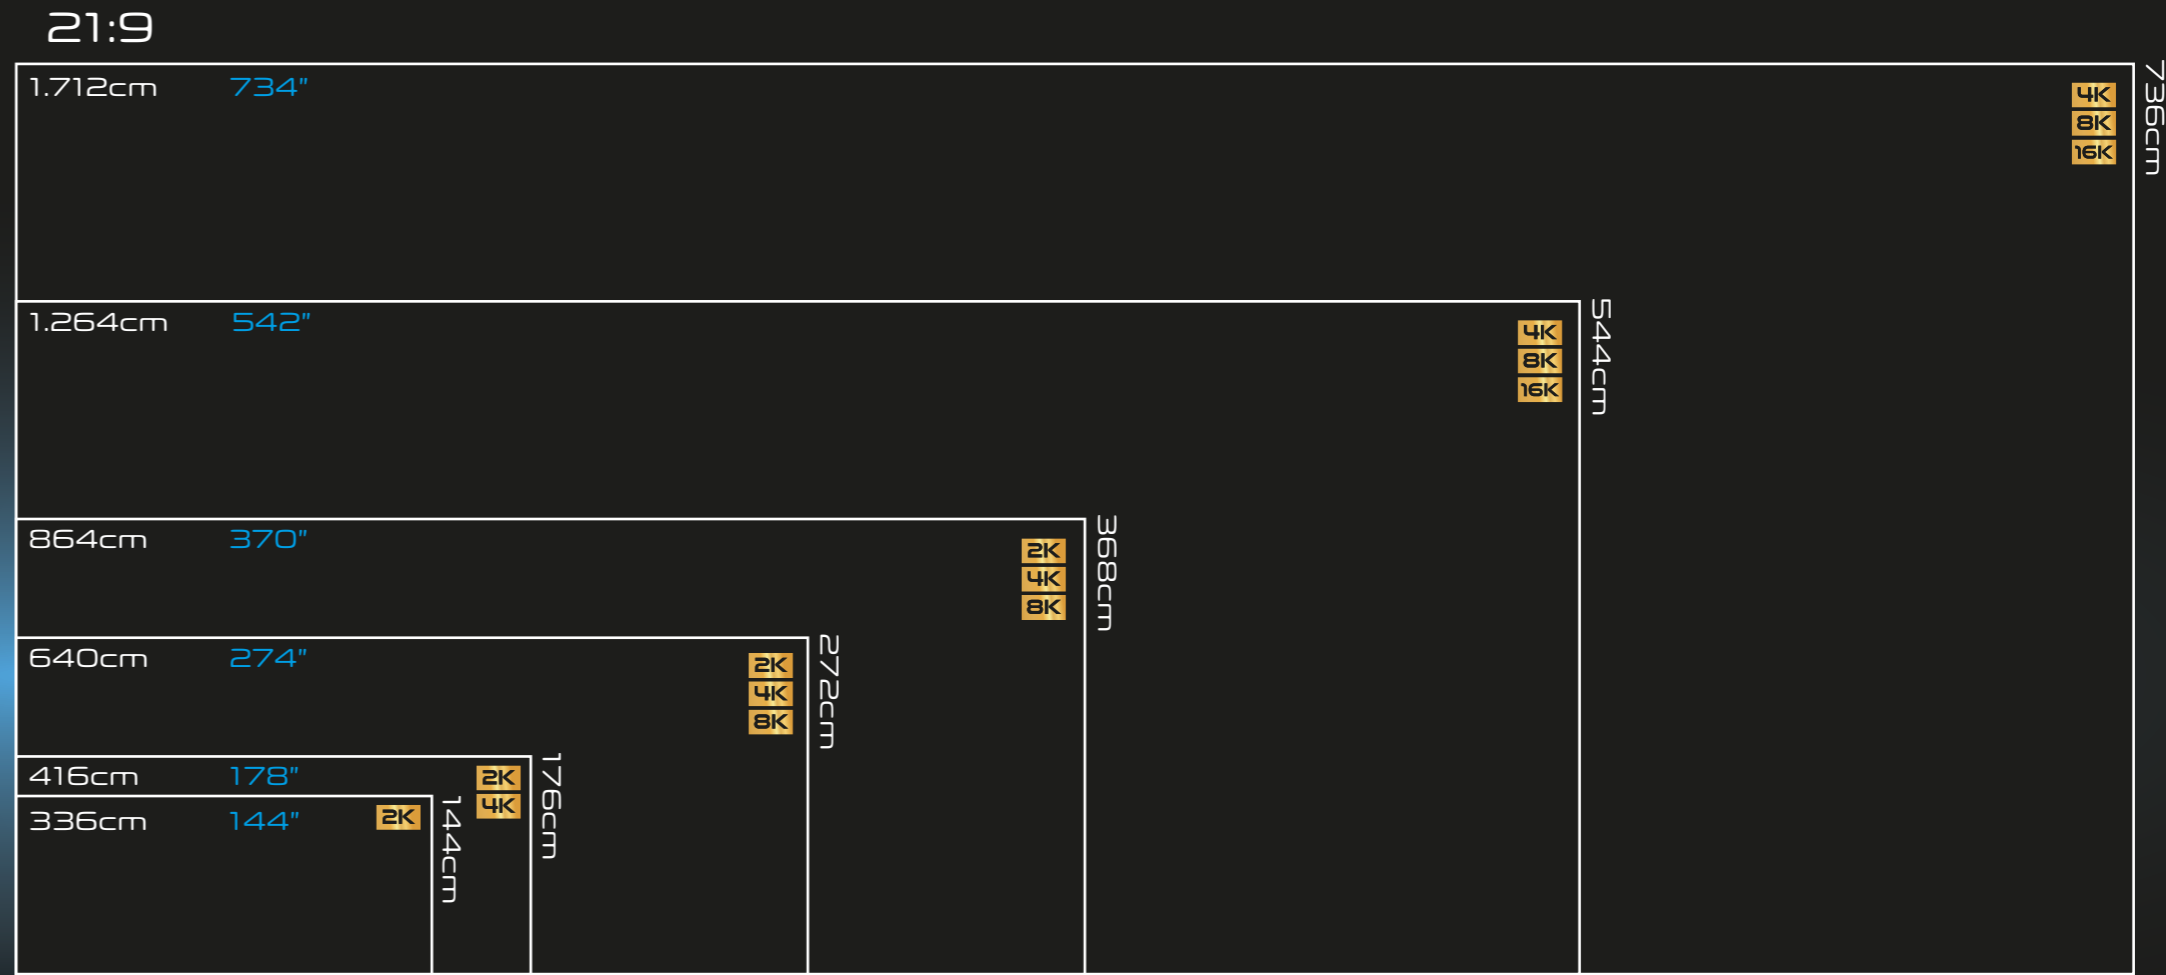 21:9
1.712cm 734"
4K
8K
16K
736cm
1.264cm 542"
4K
8K
16K
544cm
864cm 370"
2K
4K
8K
368cm
640cm 274"
2K
4K
8K
272cm
416cm 178"
2K
4K
176cm
336cm 144"
2K
144cm